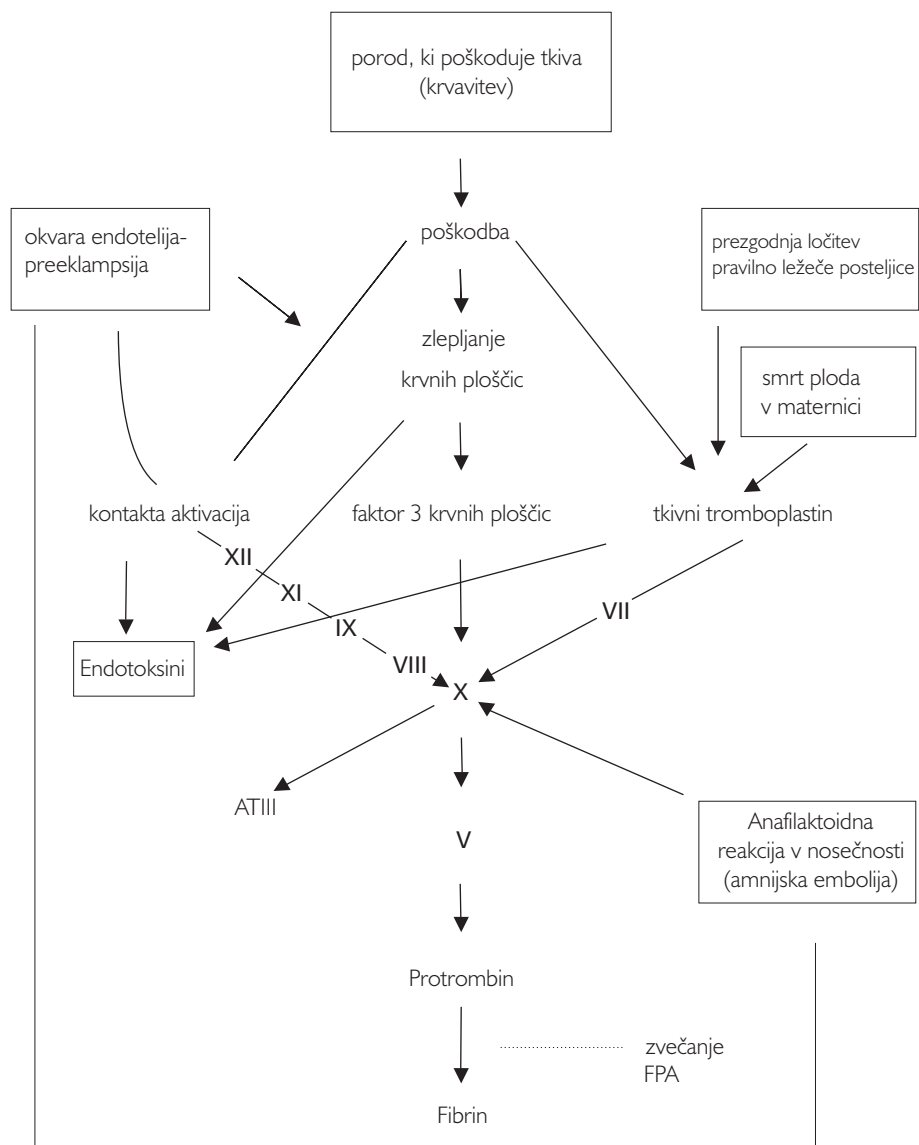 porod, ki poškoduje tkiva
(krvavitev)
okvara endotelija-
preeklampsija
poškodba
prezgodnja ločitev
pravilno ležeče posteljice
zlepljanje
krvnih ploščic
smrt ploda
v maternici
kontakta aktivacija
faktor 3 krvnih ploščic
tkivni tromboplastin
XII
XI
IX
VIII
VII
Endotoksini
X
ATIII
V
Anafilaktoidna
reakcija v nosečnosti
(amnijska embolija)
Protrombin
zvečanje
FPA
Fibrin